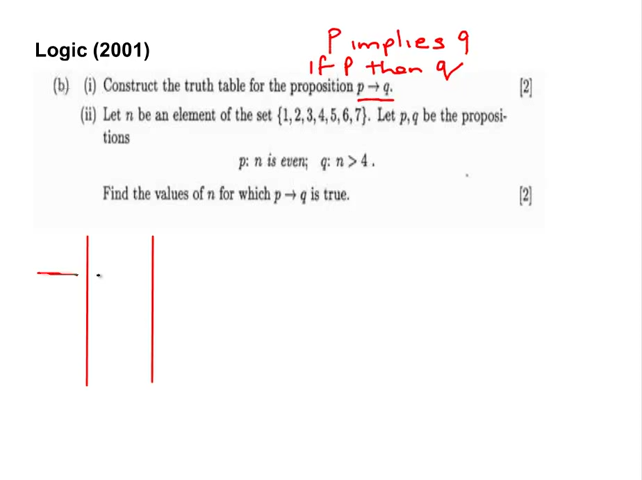 P implies q
Logic (2001)
If P then q
(b) (i) Construct the truth table for the proposition p → q. [2]
(ii) Let n be an element of the set {1,2,3,4,5,6,7}. Let p,q be the proposi-
tions
p: n is even; q: n > 4 .
Find the values of n for which p → q is true. [2]